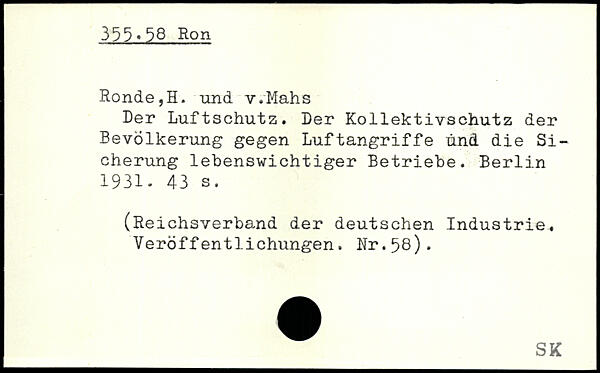 355.58 Ron
Ronde,H. und v.Mahs
Der Luftschutz. Der Kollektivschutz der
Bevölkerung gegen Luftangriffe und die Si-
cherung lebenswichtiger Betriebe. Berlin
1931. 43 s.
(Reichsverband der deutschen Industrie.
Veröffentlichungen. Nr.58).
SK